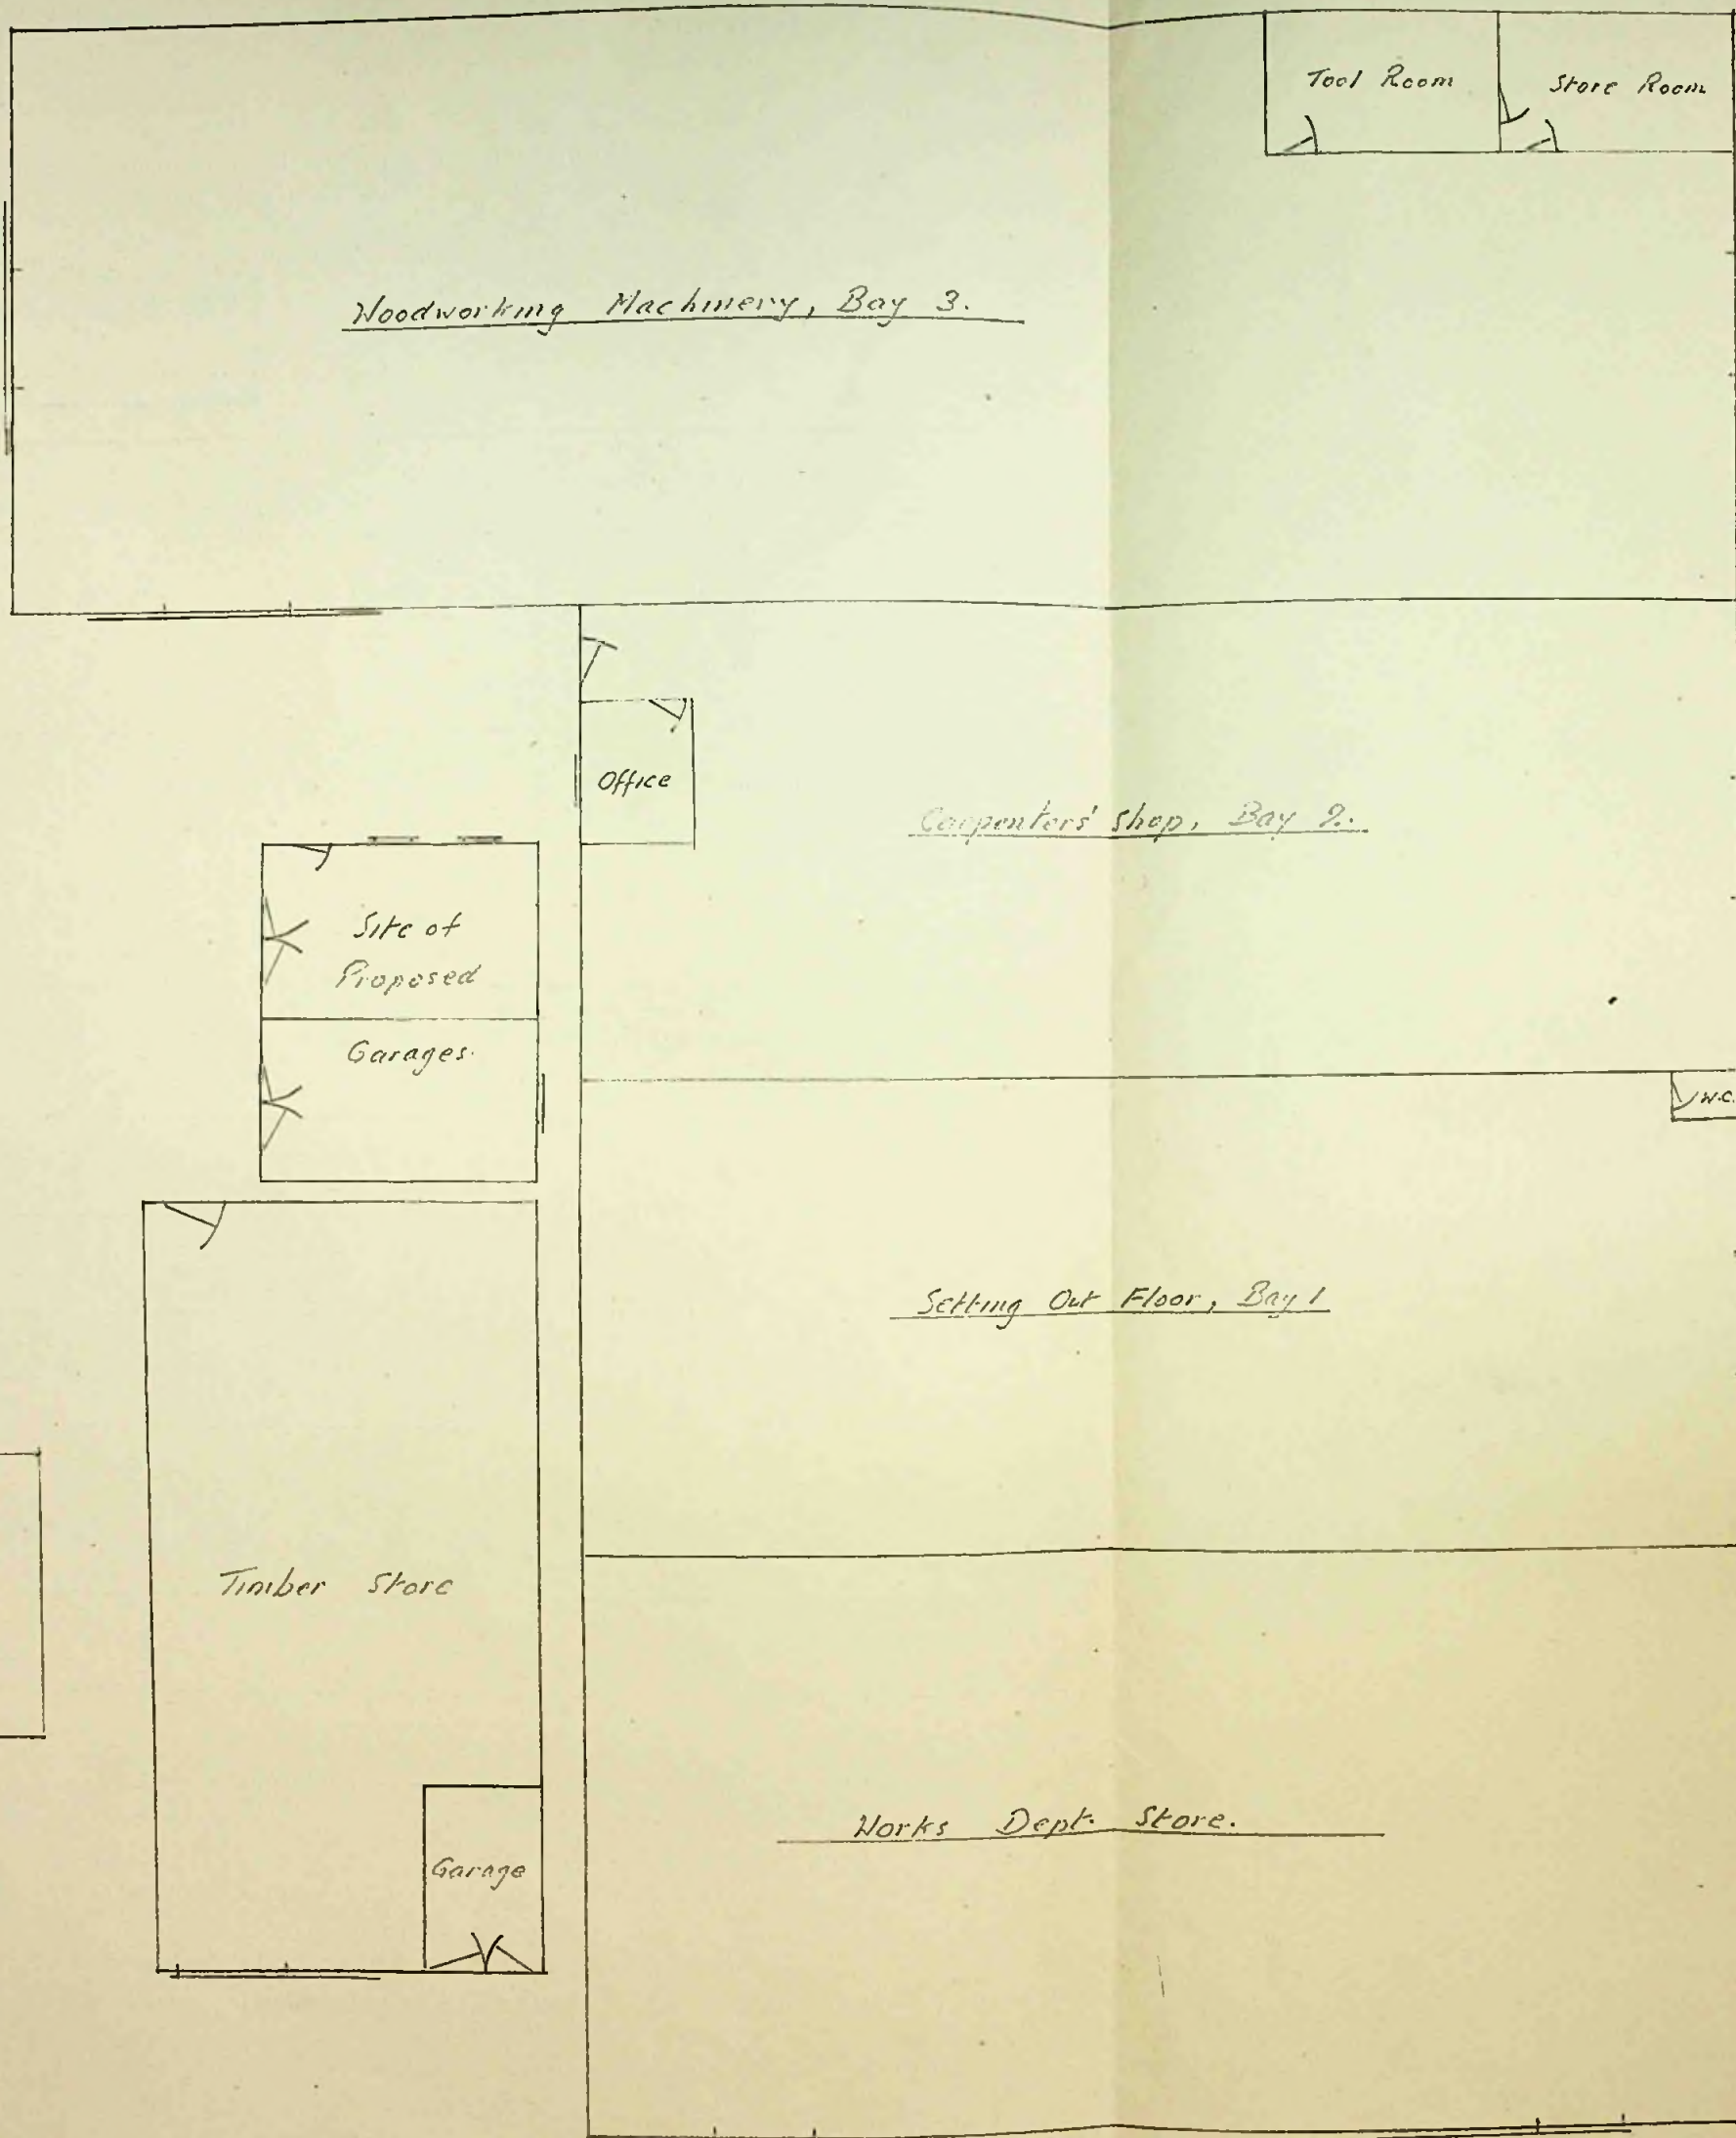 Tool Room
Store Room
Woodworking Machinery, Bay 3.
Office
Carpenters' Shop, Bay 2.
Site of
Proposed
Garages.
W.C.
Setting Out Floor, Bay 1
Timber Store
Works Dept. Store.
Garage